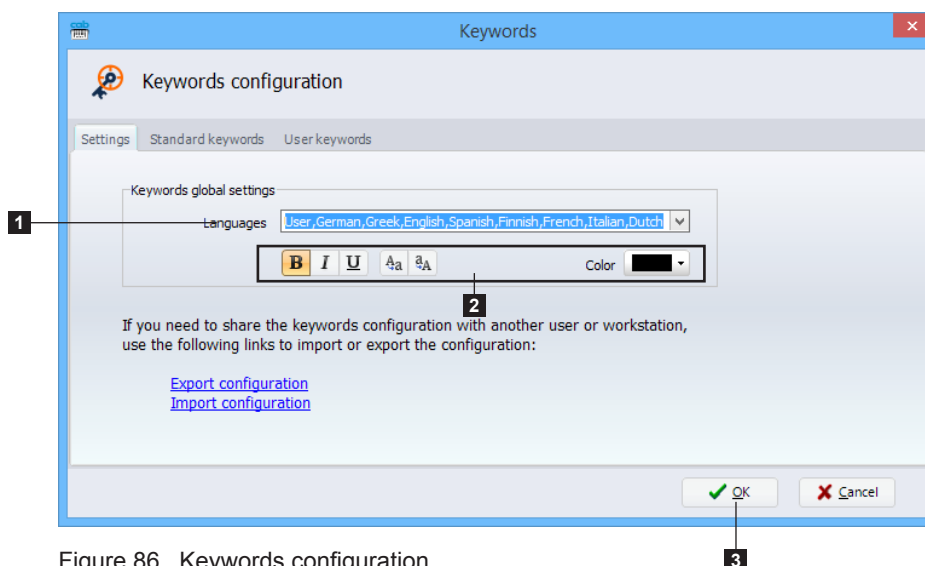 cab
Keywords
Keywords configuration
Settings Standard keywords User keywords
Keywords global settings
1
Languages User,German,Greek,English,Spanish,Finnish,French,Italian,Dutch
B I U Aa aA Color
2
If you need to share the keywords configuration with another user or workstation,
use the following links to import or export the configuration:
Export configuration
Import configuration
OK Cancel
3
Figure 86 Keywords configuration